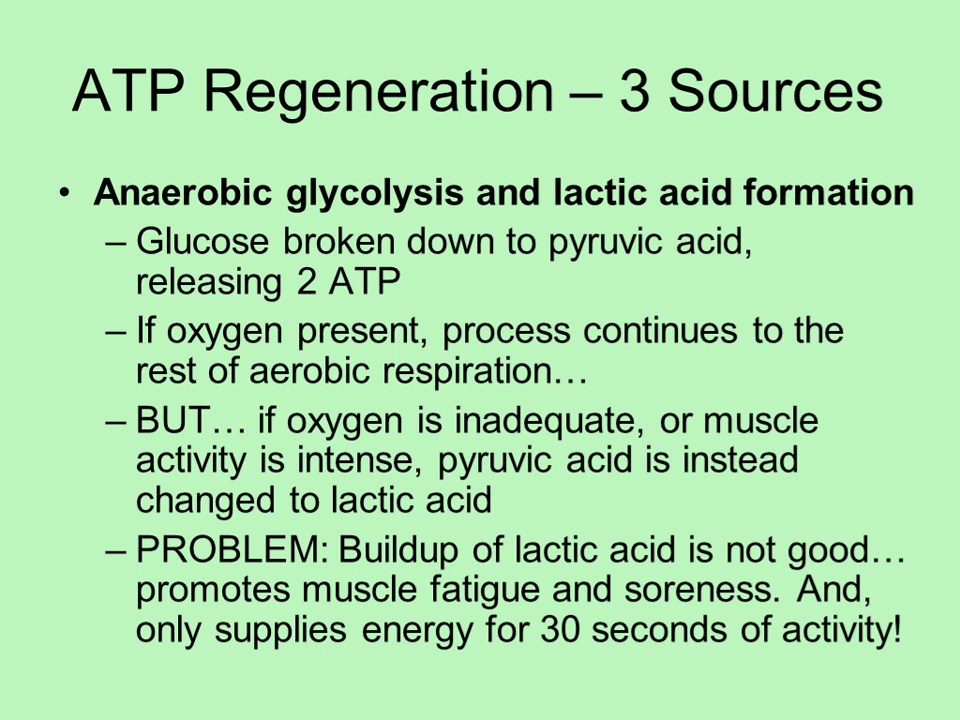 ATP Regeneration – 3 Sources
• Anaerobic glycolysis and lactic acid formation
– Glucose broken down to pyruvic acid,
releasing 2 ATP
– If oxygen present, process continues to the
rest of aerobic respiration…
– BUT… if oxygen is inadequate, or muscle
activity is intense, pyruvic acid is instead
changed to lactic acid
– PROBLEM: Buildup of lactic acid is not good…
promotes muscle fatigue and soreness. And,
only supplies energy for 30 seconds of activity!